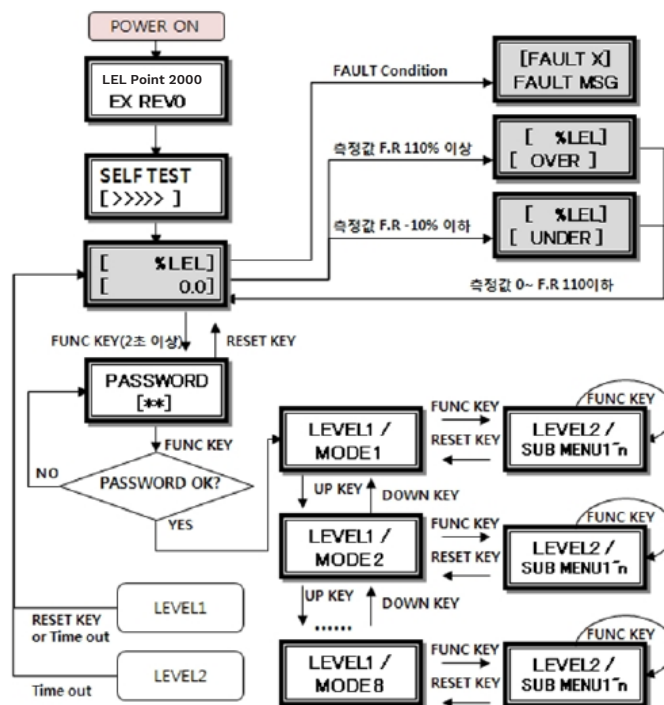 POWER ON
LEL Point 2000
EX REV0
SELF TEST
[ >>>>> ]
[ %LEL]
[ 0.0]
FAULT Condition
[FAULT X]
FAULT MSG
측정값 F.R 110% 이상
[ %LEL]
[ OVER ]
측정값 F.R -10% 이하
[ %LEL]
[ UNDER ]
측정값 0~ F.R 110이하
FUNC KEY(2초 이상)
RESET KEY
PASSWORD
[**]
FUNC KEY
PASSWORD OK?
NO
YES
LEVEL1 /
MODE1
FUNC KEY
RESET KEY
FUNC KEY
LEVEL2 /
SUB MENU1~n
UP KEY
DOWN KEY
LEVEL1 /
MODE2
FUNC KEY
RESET KEY
FUNC KEY
LEVEL2 /
SUB MENU1~n
UP KEY
DOWN KEY
......
LEVEL1 /
MODE8
FUNC KEY
RESET KEY
FUNC KEY
LEVEL2 /
SUB MENU1~n
LEVEL1
RESET KEY
or Time out
LEVEL2
Time out